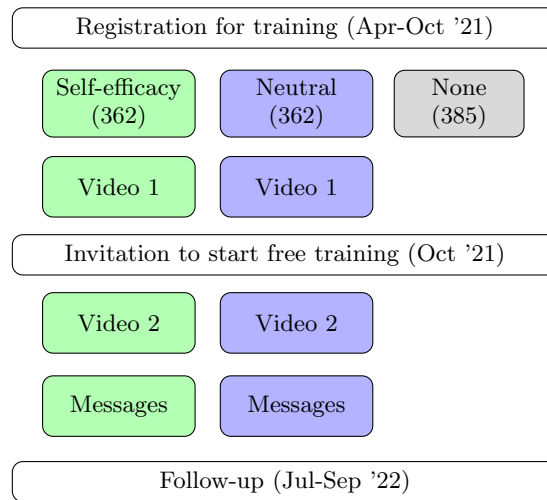 Registration for training (Apr-Oct '21)
Self-efficacy
(362)
Neutral
(362)
None
(385)
Video 1
Video 1
Invitation to start free training (Oct '21)
Video 2
Video 2
Messages
Messages
Follow-up (Jul-Sep '22)